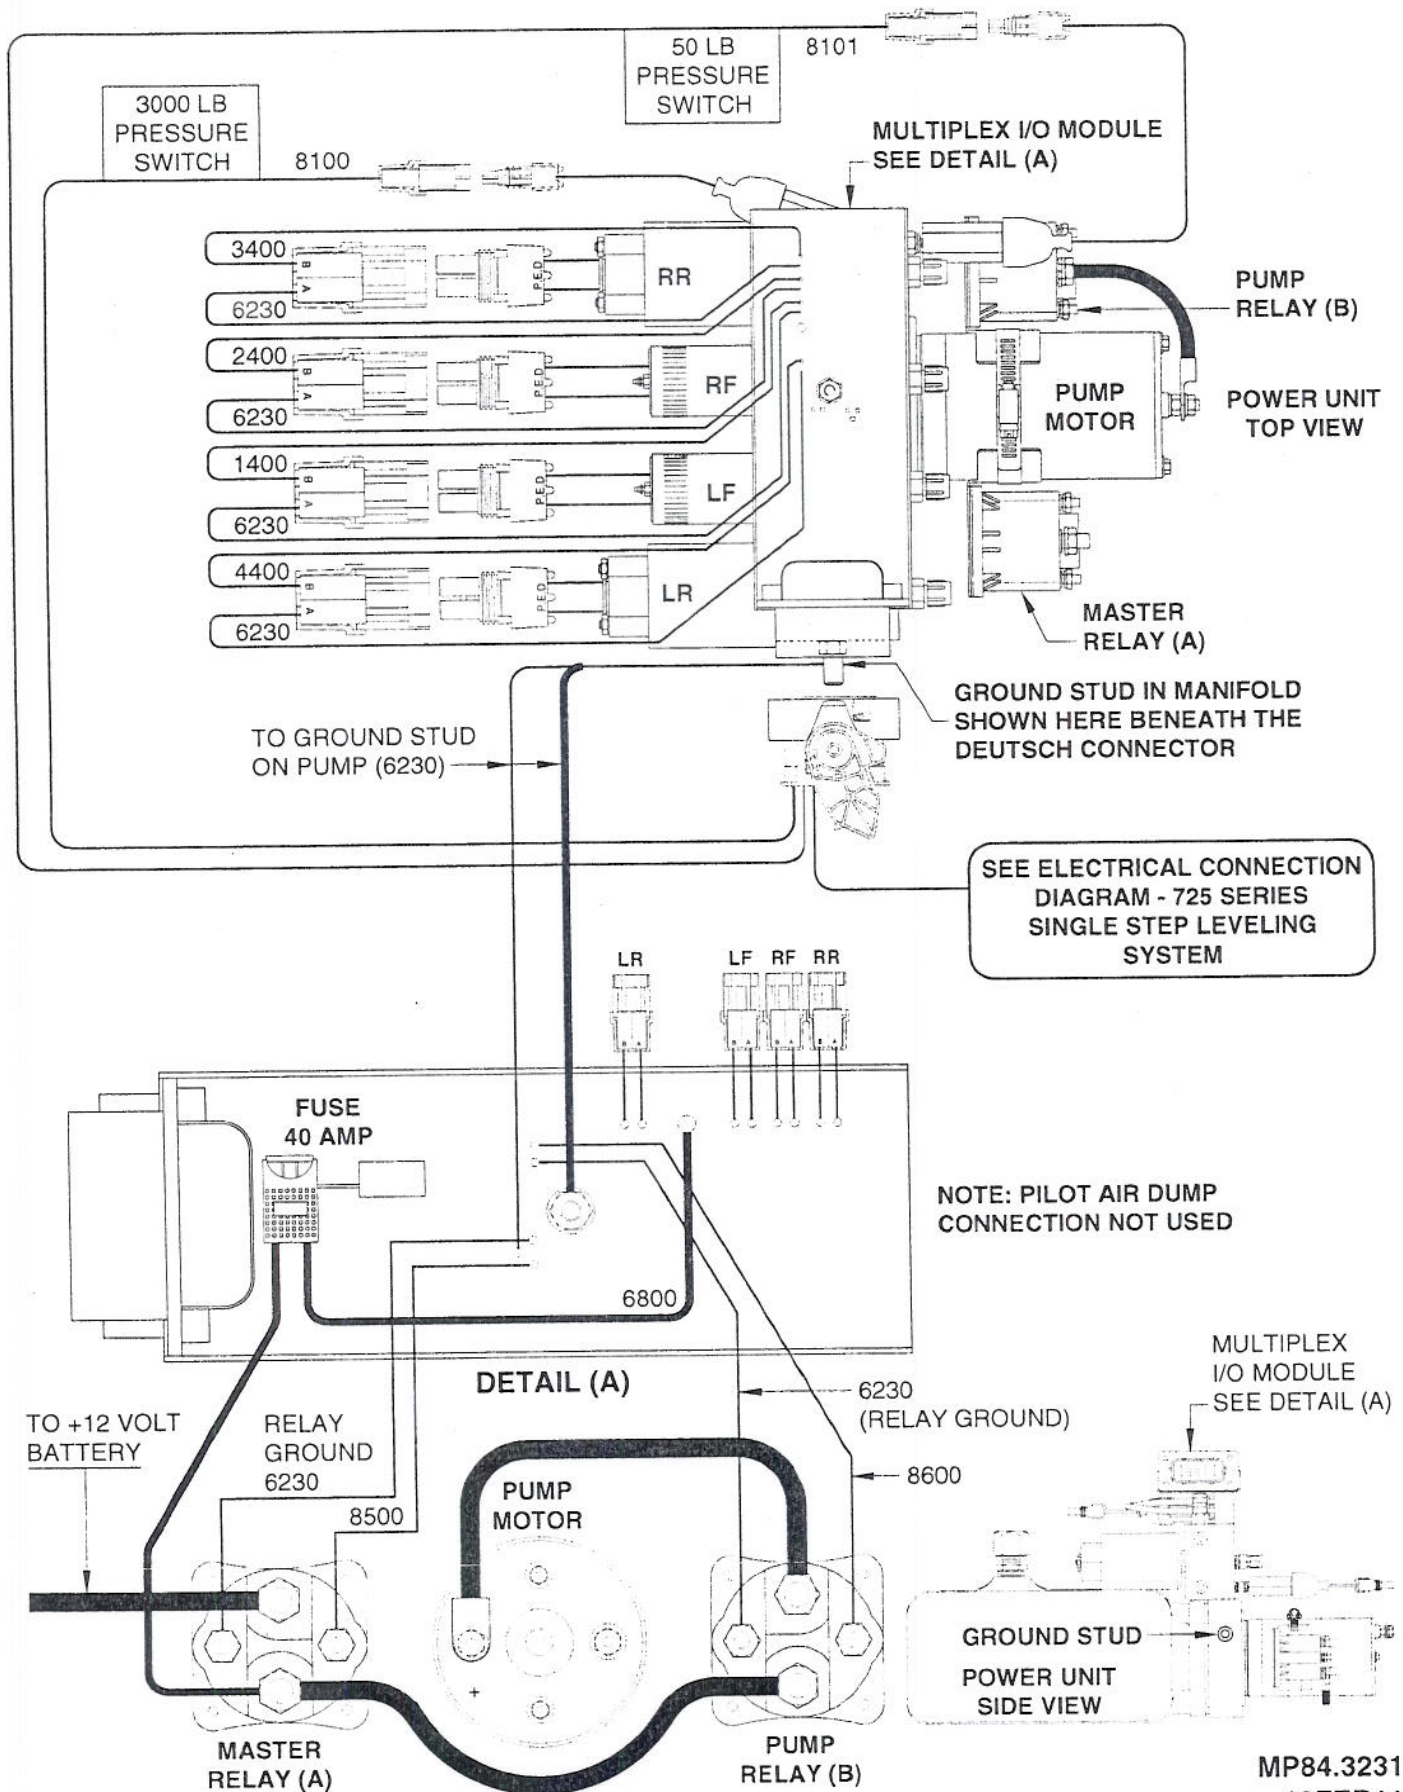 50 LB
PRESSURE
SWITCH
8101
3000 LB
PRESSURE
SWITCH
8100
MULTIPLEX I/O MODULE
SEE DETAIL (A)
3400
B
A
6230
PED
RR
PUMP
RELAY (B)
2400
B
A
6230
PED
RF
PUMP
MOTOR
POWER UNIT
TOP VIEW
1400
B
A
6230
PED
LF
4400
B
A
6230
PED
LR
MASTER
RELAY (A)
GROUND STUD IN MANIFOLD
SHOWN HERE BENEATH THE
DEUTSCH CONNECTOR
TO GROUND STUD
ON PUMP (6230)
SEE ELECTRICAL CONNECTION
DIAGRAM - 725 SERIES
SINGLE STEP LEVELING
SYSTEM
LR
LF
RF
RR
B A
B A
B A
B A
FUSE
40 AMP
NOTE: PILOT AIR DUMP
CONNECTION NOT USED
6800
DETAIL (A)
MULTIPLEX
I/O MODULE
SEE DETAIL (A)
6230
(RELAY GROUND)
TO +12 VOLT
BATTERY
RELAY
GROUND
6230
8500
PUMP
MOTOR
8600
+
GROUND STUD
POWER UNIT
SIDE VIEW
MASTER
RELAY (A)
PUMP
RELAY (B)
MP84.3231